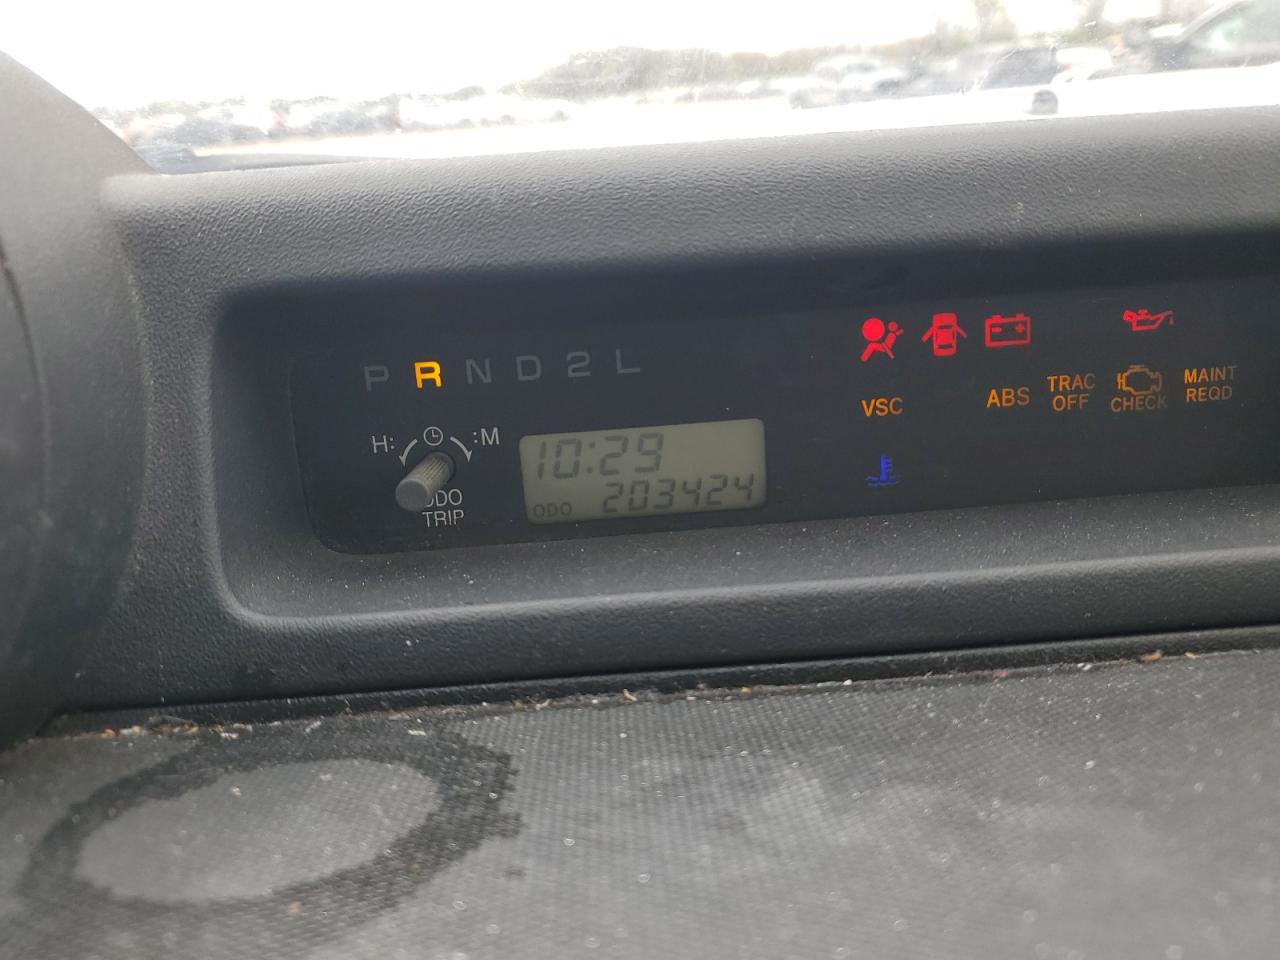 P R N D 2 L
H: :M
ODO
TRIP
10:29
ODO 203424
VSC
ABS
TRAC
OFF
CHECK
MAINT
REQD